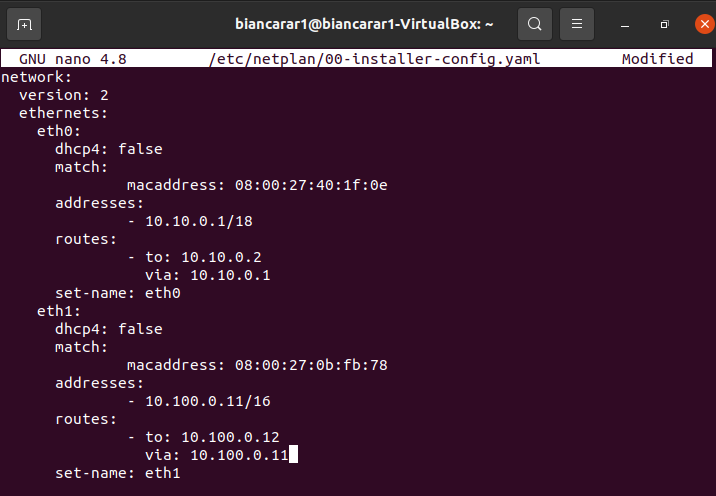 biancarar1@biancarar1-VirtualBox: ~
GNU nano 4.8 /etc/netplan/00-installer-config.yaml Modified
network:
  version: 2
  ethernets:
    eth0:
      dhcp4: false
      match:
              macaddress: 08:00:27:40:1f:0e
      addresses:
              - 10.10.0.1/18
      routes:
              - to: 10.10.0.2
                via: 10.10.0.1
      set-name: eth0
    eth1:
      dhcp4: false
      match:
              macaddress: 08:00:27:0b:fb:78
      addresses:
              - 10.100.0.11/16
      routes:
              - to: 10.100.0.12
                via: 10.100.0.11
      set-name: eth1